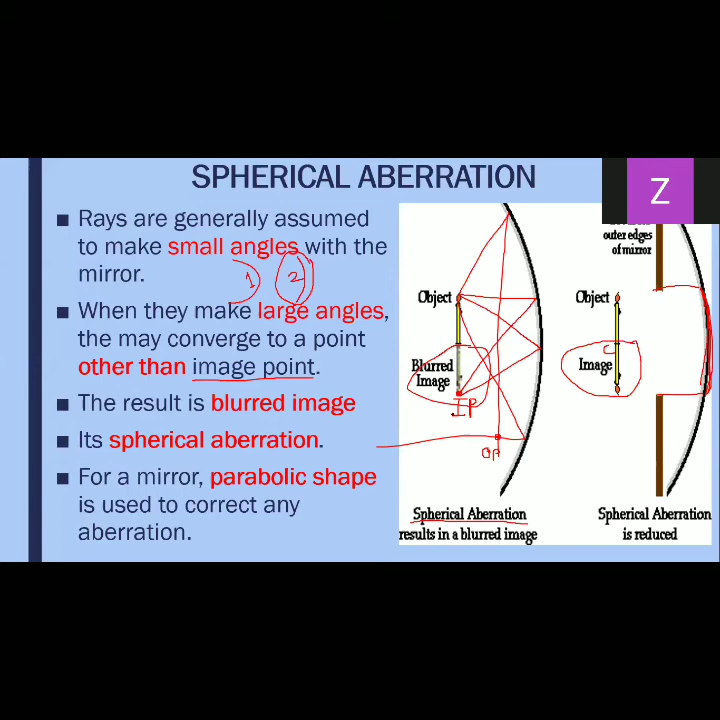 SPHERICAL ABERRATION
Z
■ Rays are generally assumed
to make small angles with the
mirror.
1 2
■ When they make large angles,
the may converge to a point
other than image point.
■ The result is blurred image
■ Its spherical aberration.
■ For a mirror, parabolic shape
is used to correct any
aberration.
Object
Blurred
Image
IP
OP
Spherical Aberration
results in a blurred image
outer edges
of mirror
Object
C
Image
Spherical Aberration
is reduced